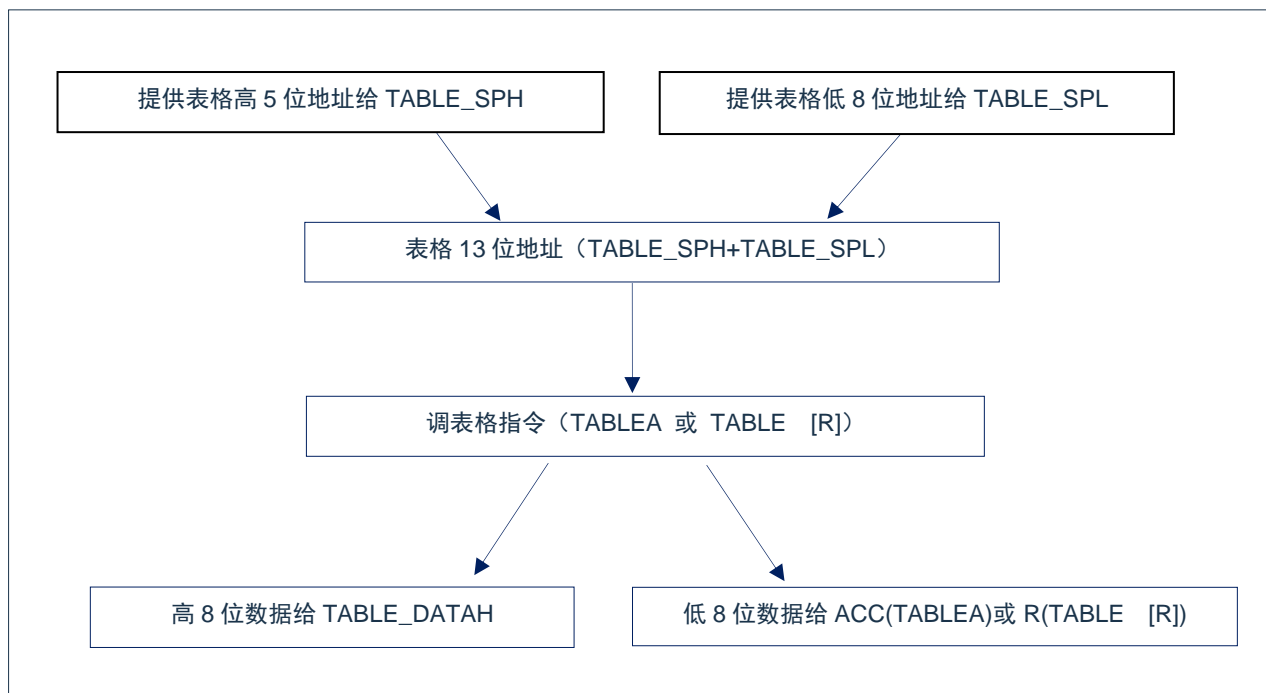 提供表格高 5 位地址给 TABLE_SPH
提供表格低 8 位地址给 TABLE_SPL
表格 13 位地址（TABLE_SPH+TABLE_SPL）
调表格指令（TABLEA 或 TABLE [R]）
高 8 位数据给 TABLE_DATAH
低 8 位数据给 ACC(TABLEA)或 R(TABLE [R])